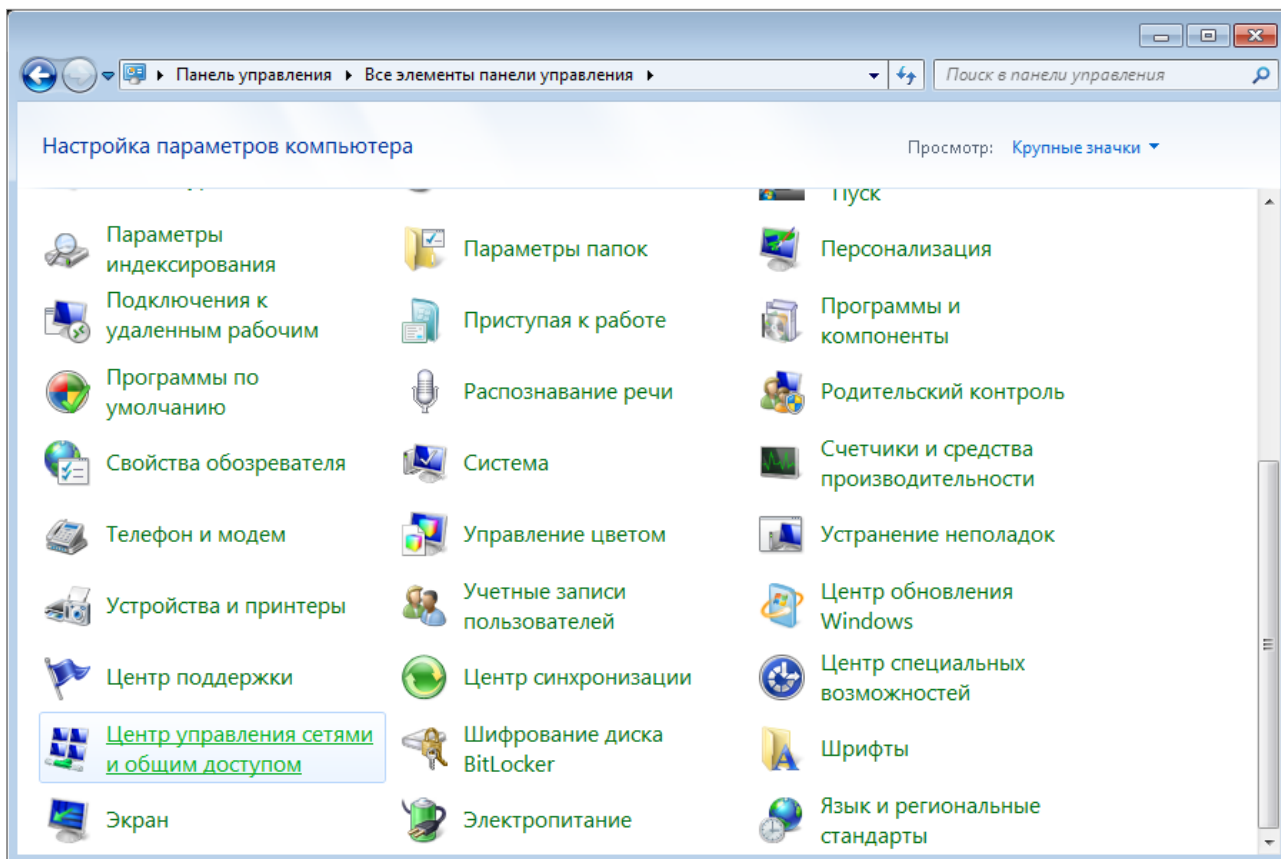 Панель управления Все элементы панели управления Поиск в панели управления
Настройка параметров компьютера Просмотр: Крупные значки
Пуск
Параметры
индексирования
Параметры папок
Персонализация
Подключения к
удаленным рабочим
Приступая к работе
Программы и
компоненты
Программы по
умолчанию
Распознавание речи
Родительский контроль
Свойства обозревателя
Система
Счетчики и средства
производительности
Телефон и модем
Управление цветом
Устранение неполадок
Устройства и принтеры
Учетные записи
пользователей
Центр обновления
Windows
Центр поддержки
Центр синхронизации
Центр специальных
возможностей
Центр управления сетями
и общим доступом
Шифрование диска
BitLocker
Шрифты
Экран
Электропитание
Язык и региональные
стандарты